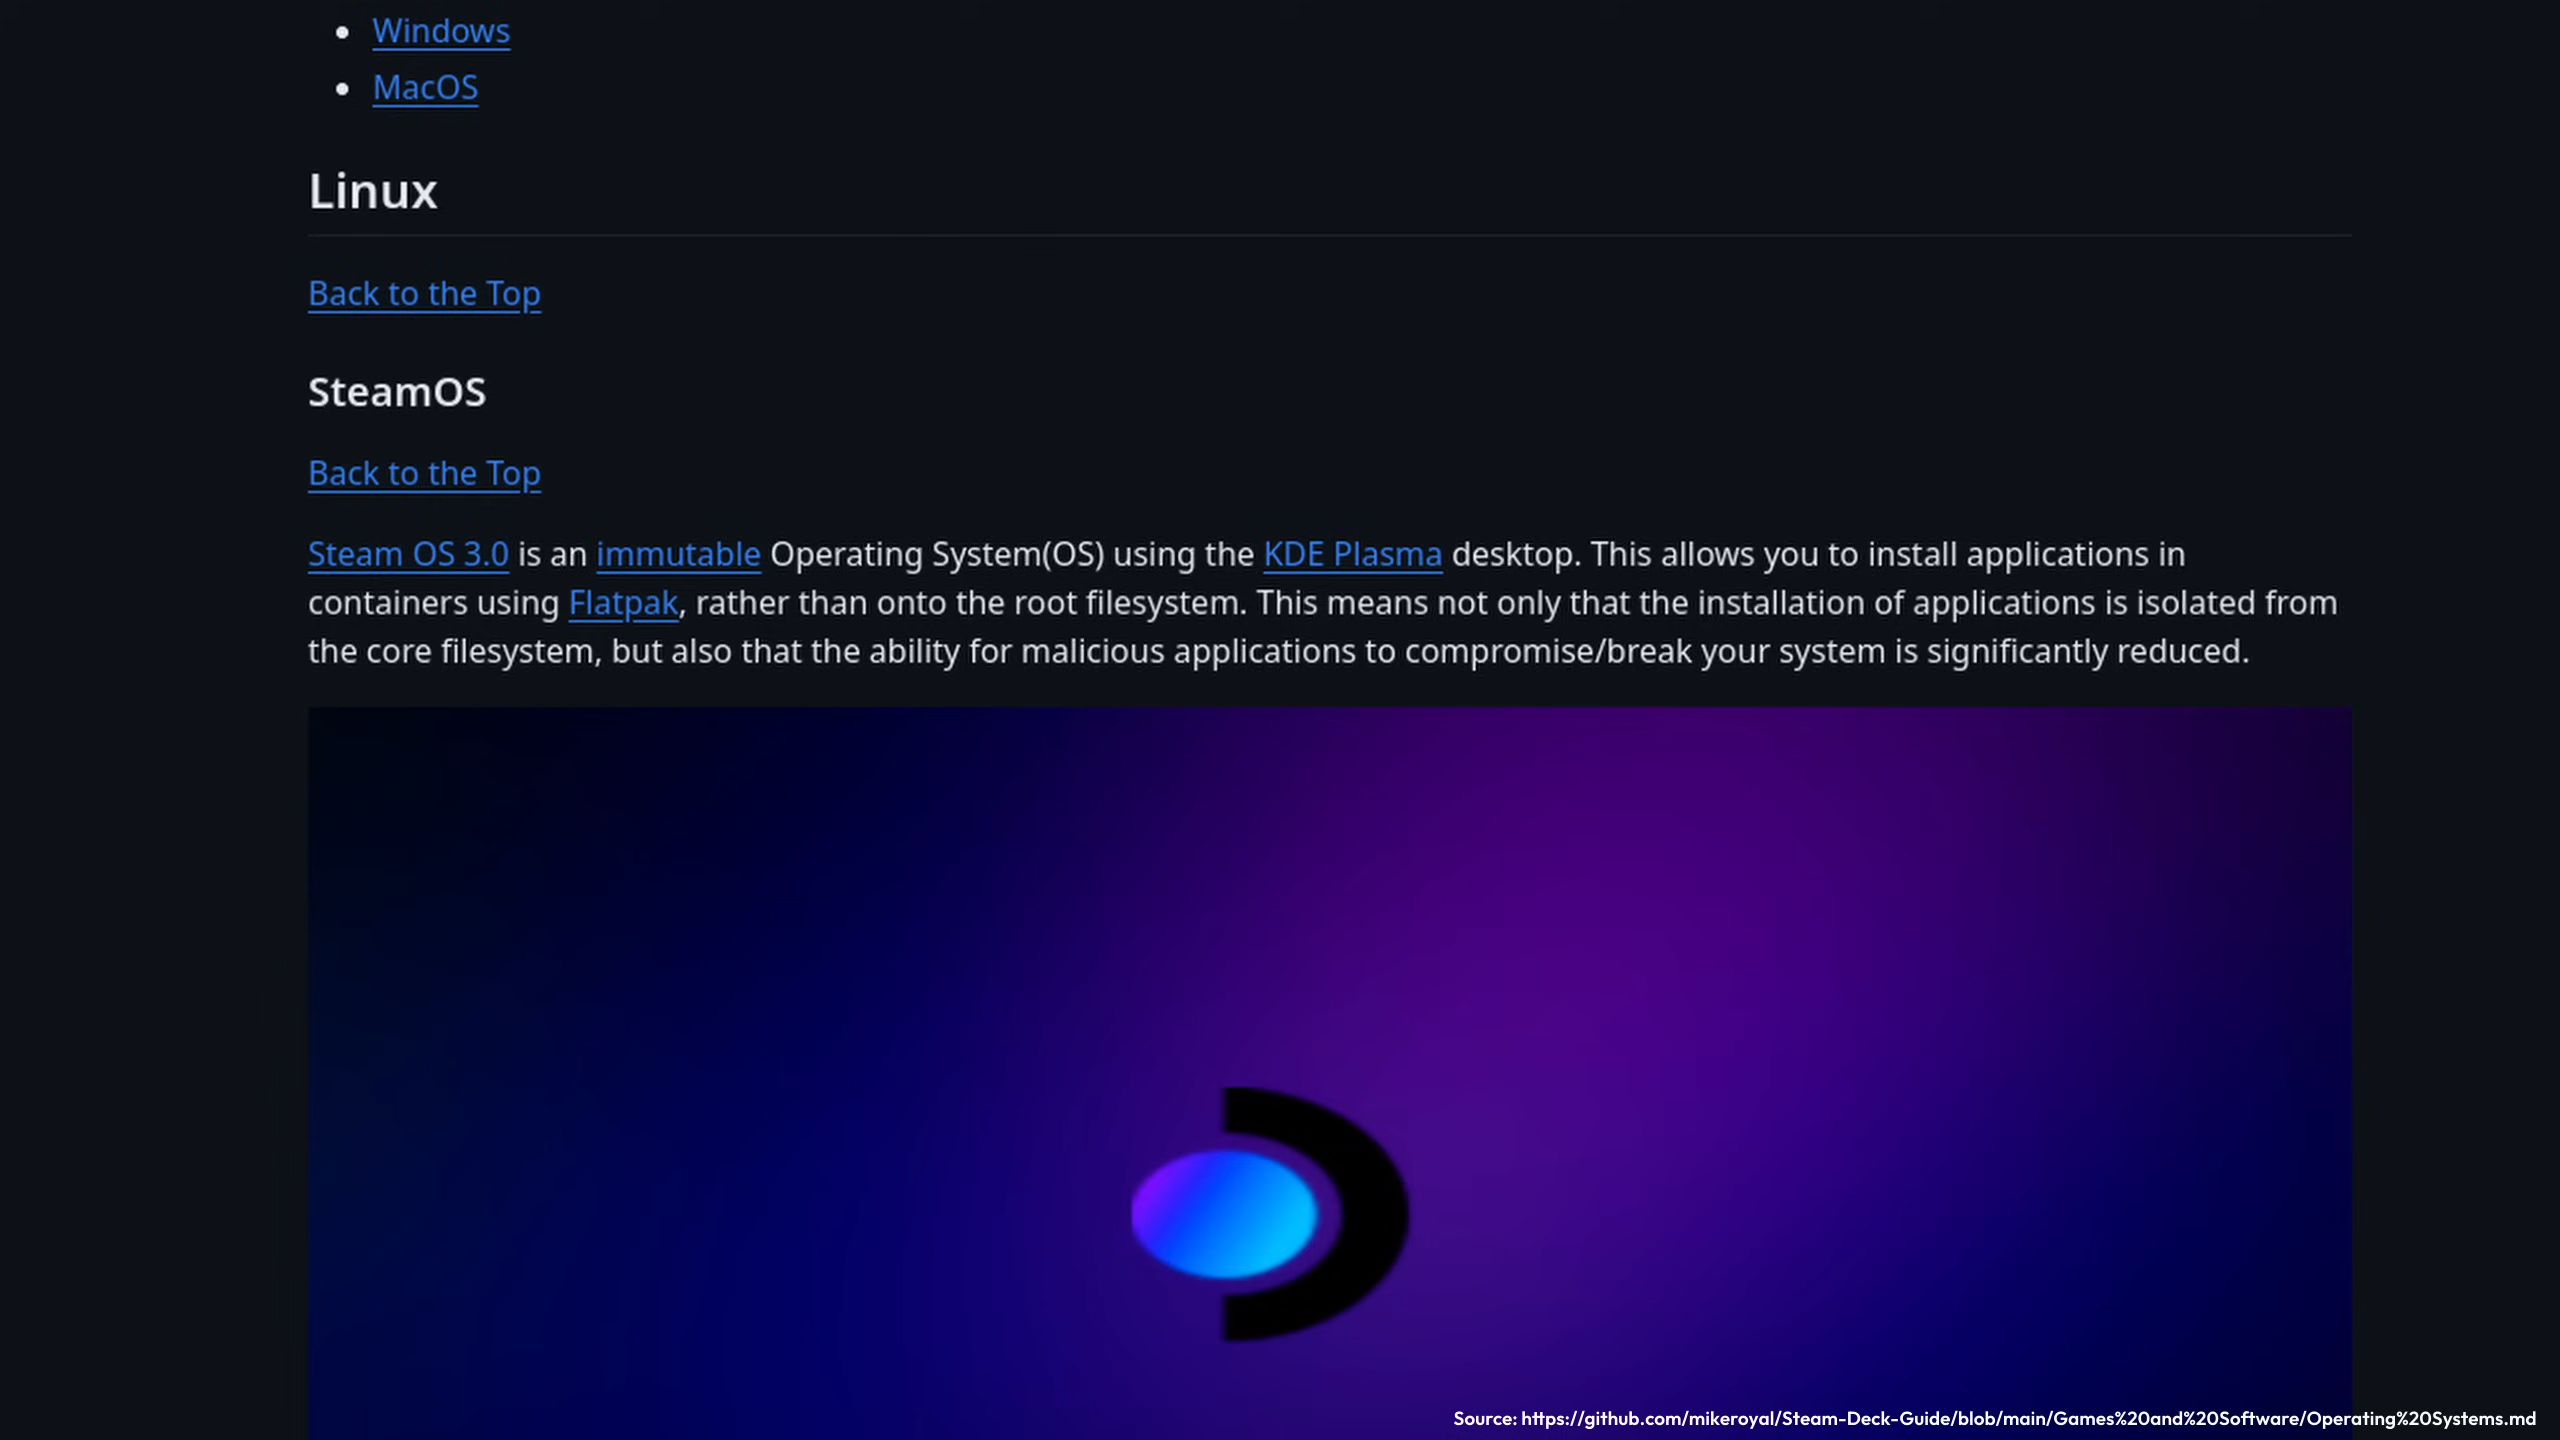 Windows
MacOS
Linux
Back to the Top
SteamOS
Back to the Top
Steam OS 3.0 is an immutable Operating System(OS) using the KDE Plasma desktop. This allows you to install applications in
containers using Flatpak, rather than onto the root filesystem. This means not only that the installation of applications is isolated from
the core filesystem, but also that the ability for malicious applications to compromise/break your system is significantly reduced.
Source: https://github.com/mikeroyal/Steam-Deck-Guide/blob/main/Games%20and%20Software/Operating%20Systems.md